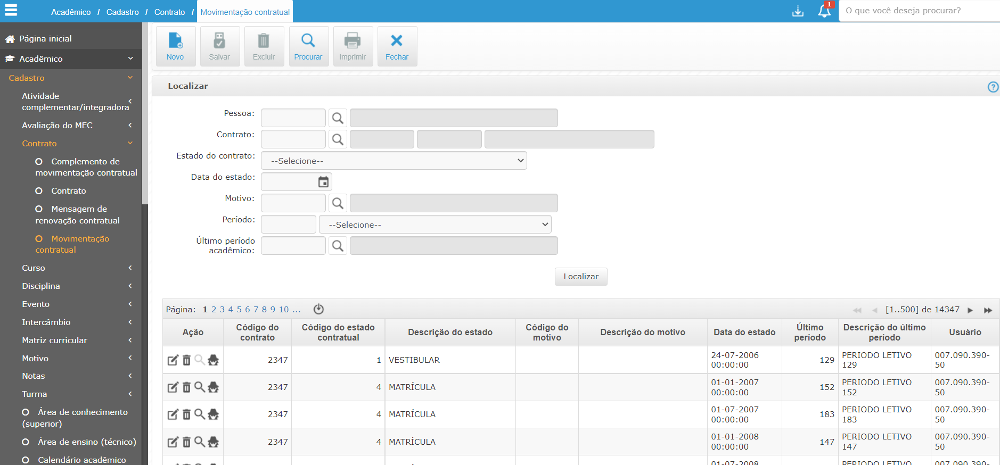 Acadêmico / Cadastro / Contrato / Movimentação contratual
1
O que você deseja procurar?
Página inicial
Acadêmico
Cadastro
Atividade
complementar/integradora
Avaliação do MEC
Contrato
Complemento de
movimentação contratual
Contrato
Mensagem de
renovação contratual
Movimentação
contratual
Curso
Disciplina
Evento
Intercâmbio
Matriz curricular
Motivo
Notas
Turma
Área de conhecimento
(superior)
Área de ensino (técnico)
Calendário acadêmico
Novo Salvar Excluir Procurar Imprimir Fechar
Localizar
?
Pessoa:
Contrato:
Estado do contrato: --Selecione--
Data do estado:
Motivo:
Período: --Selecione--
Último período
acadêmico:
Localizar
Página: 1 2 3 4 5 6 7 8 9 10 ... [1..500] de 14347
Ação Código do contrato Código do estado contratual Descrição do estado Código do motivo Descrição do motivo Data do estado Último período Descrição do último período Usuário
2347 1 VESTIBULAR 24-07-2006 00:00:00 129 PERIODO LETIVO 129 007.090.390-50
2347 4 MATRÍCULA 01-01-2007 00:00:00 152 PERIODO LETIVO 152 007.090.390-50
2347 4 MATRÍCULA 01-07-2007 00:00:00 183 PERIODO LETIVO 183 007.090.390-50
2347 4 MATRÍCULA 01-01-2008 00:00:00 147 PERIODO LETIVO 147 007.090.390-50
01-07-2008 PERIODO LETIVO 007.090.390-